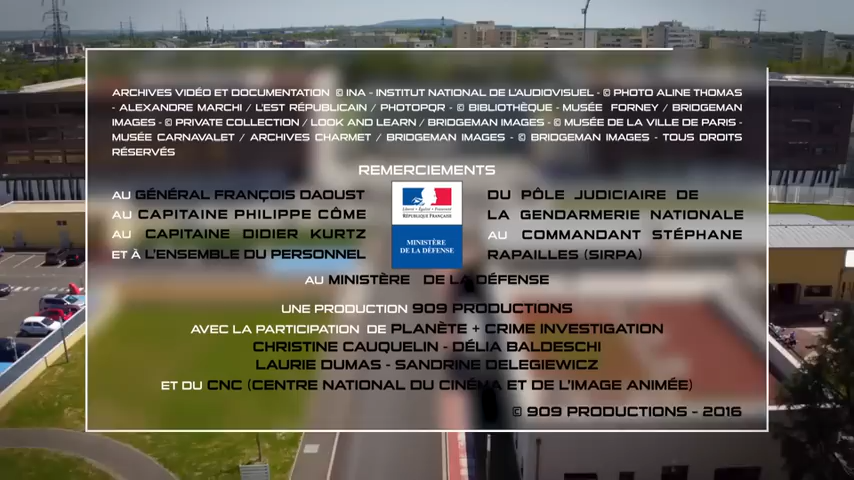 ARCHIVES VIDÉO ET DOCUMENTATION © INA - INSTITUT NATIONAL DE L'AUDIOVISUEL - © PHOTO ALINE THOMAS
- ALEXANDRE MARCHI / L'EST RÉPUBLICAIN / PHOTOPQR - © BIBLIOTHÈQUE - MUSÉE FORNEY / BRIDGEMAN
IMAGES - © PRIVATE COLLECTION / LOOK AND LEARN / BRIDGEMAN IMAGES - © MUSÉE DE LA VILLE DE PARIS -
MUSÉE CARNAVALET / ARCHIVES CHARMET / BRIDGEMAN IMAGES - © BRIDGEMAN IMAGES - TOUS DROITS
RÉSERVÉS
REMERCIEMENTS
AU GÉNÉRAL FRANÇOIS DAOUST
AU CAPITAINE PHILIPPE CÔME
AU CAPITAINE DIDIER KURTZ
ET À L'ENSEMBLE DU PERSONNEL
Liberté • Égalité • Fraternité
RÉPUBLIQUE FRANÇAISE
MINISTÈRE
DE LA DÉFENSE
DU PÔLE JUDICIAIRE DE
LA GENDARMERIE NATIONALE
AU COMMANDANT STÉPHANE
RAPAILLES (SIRPA)
AU MINISTÈRE DE LA DÉFENSE
UNE PRODUCTION 909 PRODUCTIONS
AVEC LA PARTICIPATION DE PLANÈTE + CRIME INVESTIGATION
CHRISTINE CAUQUELIN - DÉLIA BALDESCHI
LAURIE DUMAS - SANDRINE DELEGIEWICZ
ET DU CNC (CENTRE NATIONAL DU CINÉMA ET DE L'IMAGE ANIMÉE)
© 909 PRODUCTIONS - 2016